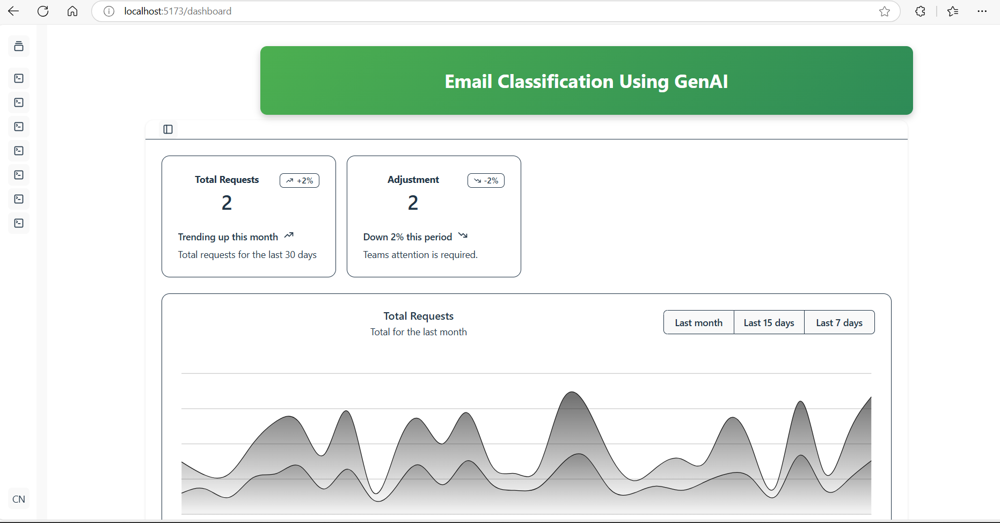 localhost:5173/dashboard
Email Classification Using GenAI
Total Requests
+2%
2
Trending up this month
Total requests for the last 30 days
Adjustment
-2%
2
Down 2% this period
Teams attention is required.
Total Requests
Total for the last month
Last month
Last 15 days
Last 7 days
CN